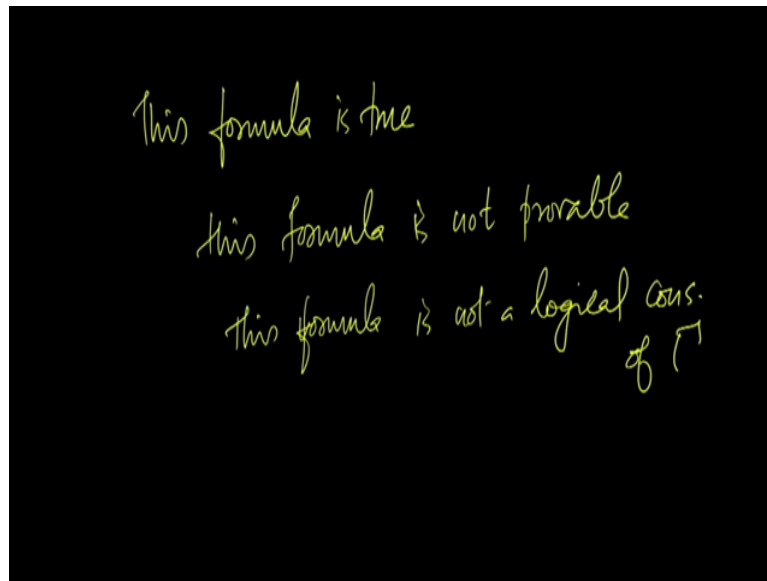 This formula is true
this formula is not provable
this formula is not a logical cons.
of Γ